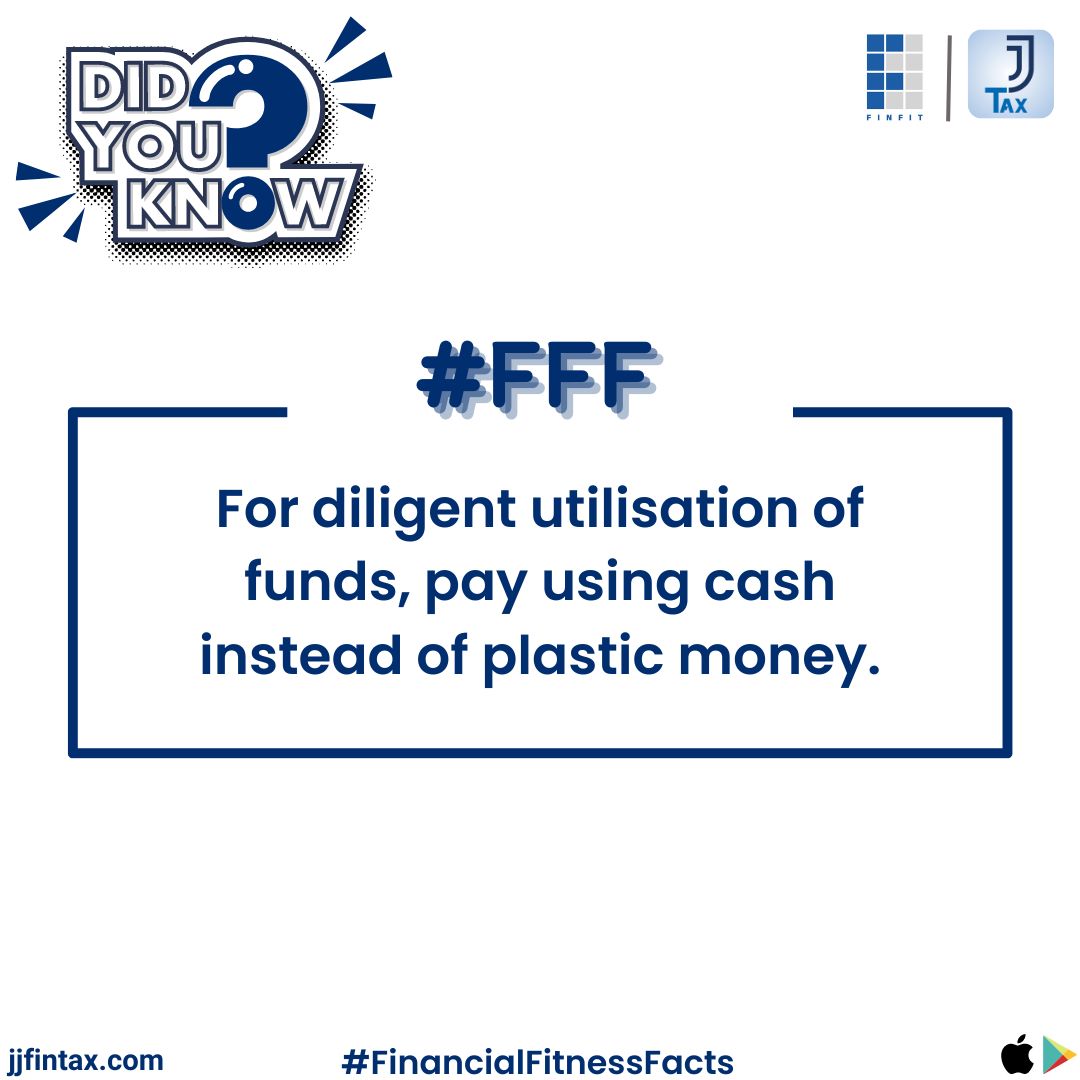 DID
YOU
KNOW
?
FINFIT
JJ
TAX
#FFF
For diligent utilisation of
funds, pay using cash
instead of plastic money.
jjfintax.com
#FinancialFitnessFacts